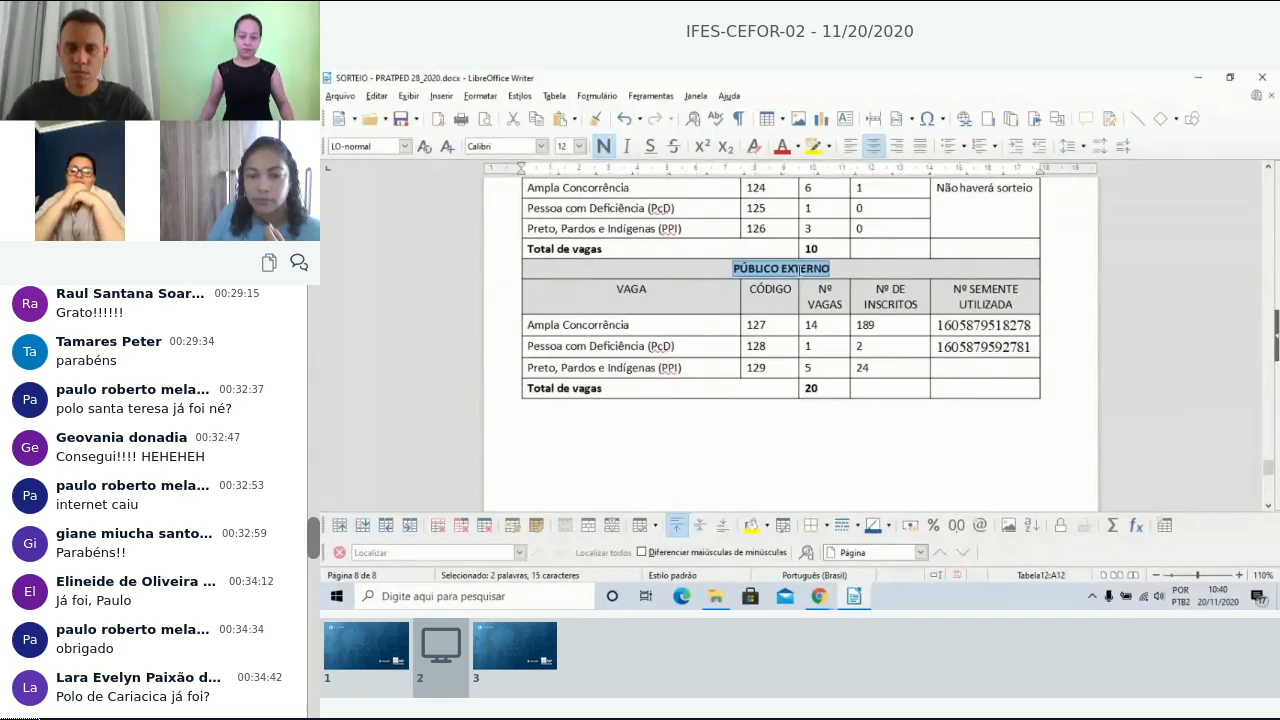 IFES-CEFOR-02 - 11/20/2020
Raul Santana Soar... 00:29:15
Grato!!!!!!
Tamares Peter 00:29:34
parabéns
paulo roberto mela... 00:32:37
polo santa teresa já foi né?
Geovania donadia 00:32:47
Consegui!!!! HEHEHEH
paulo roberto mela... 00:32:53
internet caiu
giane miucha santo... 00:32:59
Parabéns!!
Elineide de Oliveira ... 00:34:12
Já foi, Paulo
paulo roberto mela... 00:34:34
obrigado
Lara Evelyn Paixão d... 00:34:42
Polo de Cariacica já foi?
Ra
Ta
Pa
Ge
Pa
Gi
El
Pa
La
SORTEIO - PRATPED 28_2020.docx - LibreOffice Writer
Arquivo Editar Exibir Inserir Formatar Estilos Tabela Formulário Ferramentas Janela Ajuda
LO-normal Calibri 12 N I S S X² X₂
Ampla Concorrência 124 6 1 Não haverá sorteio
Pessoa com Deficiência (PcD) 125 1 0
Preto, Pardos e Indígenas (PPI) 126 3 0
Total de vagas 10
PÚBLICO EXTERNO
VAGA CÓDIGO Nº VAGAS Nº DE INSCRITOS Nº SEMENTE UTILIZADA
Ampla Concorrência 127 14 189 1605879518278
Pessoa com Deficiência (PcD) 128 1 2 1605879592781
Preto, Pardos e Indígenas (PPI) 129 5 24
Total de vagas 20
Localizar Localizar todos Diferenciar maiúsculas de minúsculas Página
Página 8 de 8 Selecionado: 2 palavras, 15 caracteres Estilo padrão Português (Brasil) Tabela12:A12 110%
Digite aqui para pesquisar
POR
PTB2
10:40
20/11/2020
17
1
2
3